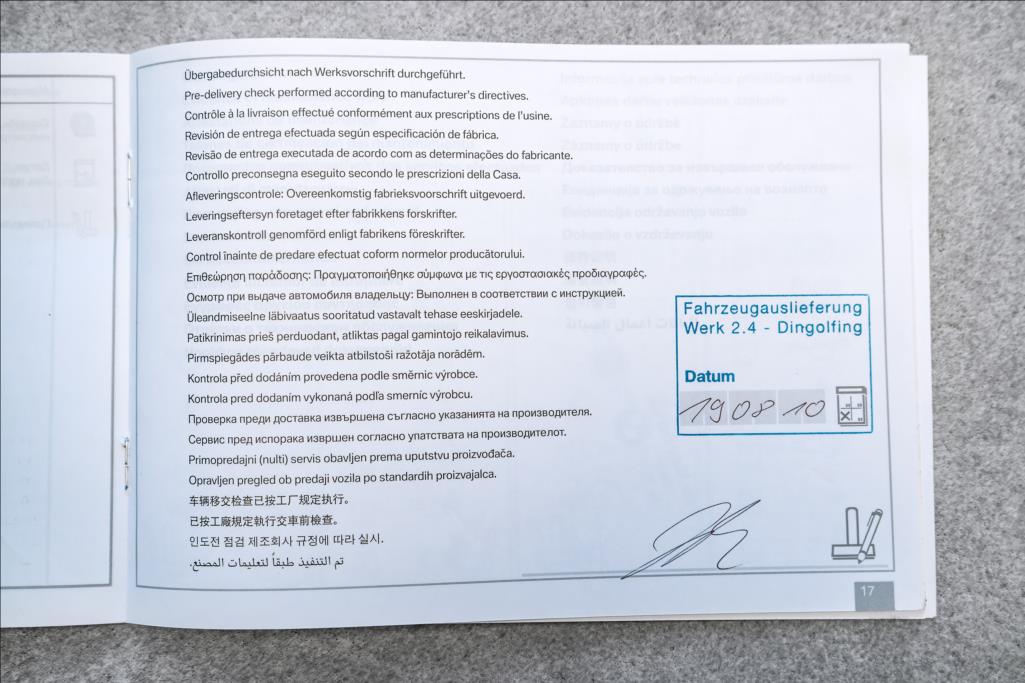 Übergabedurchsicht nach Werksvorschrift durchgeführt.
Pre-delivery check performed according to manufacturer's directives.
Contrôle à la livraison effectué conformément aux prescriptions de l'usine.
Revisión de entrega efectuada según especificación de fábrica.
Revisão de entrega executada de acordo com as determinações do fabricante.
Controllo preconsegna eseguito secondo le prescrizioni della Casa.
Afleveringscontrole: Overeenkomstig fabrieksvoorschrift uitgevoerd.
Leveringseftersyn foretaget efter fabrikkens forskrifter.
Leveranskontroll genomförd enligt fabrikens föreskrifter.
Control înainte de predare efectuat coform normelor producătorului.
Επιθεώρηση παράδοσης: Πραγματοποιήθηκε σύμφωνα με τις εργοστασιακές προδιαγραφές.
Осмотр при выдаче автомобиля владельцу: Выполнен в соответствии с инструкцией.
Üleandmiseelne läbivaatus sooritatud vastavalt tehase eeskirjadele.
Patikrinimas prieš perduodant, atliktas pagal gamintojo reikalavimus.
Pirmspiegādes pārbaude veikta atbilstoši ražotāja norādēm.
Kontrola před dodáním provedena podle směrnic výrobce.
Kontrola pred dodaním vykonaná podľa smerníc výrobcu.
Проверка преди доставка извършена съгласно указанията на производителя.
Сервис пред испорака извршен согласно упатствата на производителот.
Primopredajni (nulti) servis obavljen prema uputstvu proizvođača.
Opravljen pregled ob predaji vozila po standardih proizvajalca.
车辆移交检查已按工厂规定执行。
已按工廠規定執行交車前檢查。
인도전 점검 제조회사 규정에 따라 실시.
تم التنفيذ طبقاً لتعليمات المصنع.
Fahrzeugauslieferung
Werk 2.4 - Dingolfing
Datum
19 08 10
17